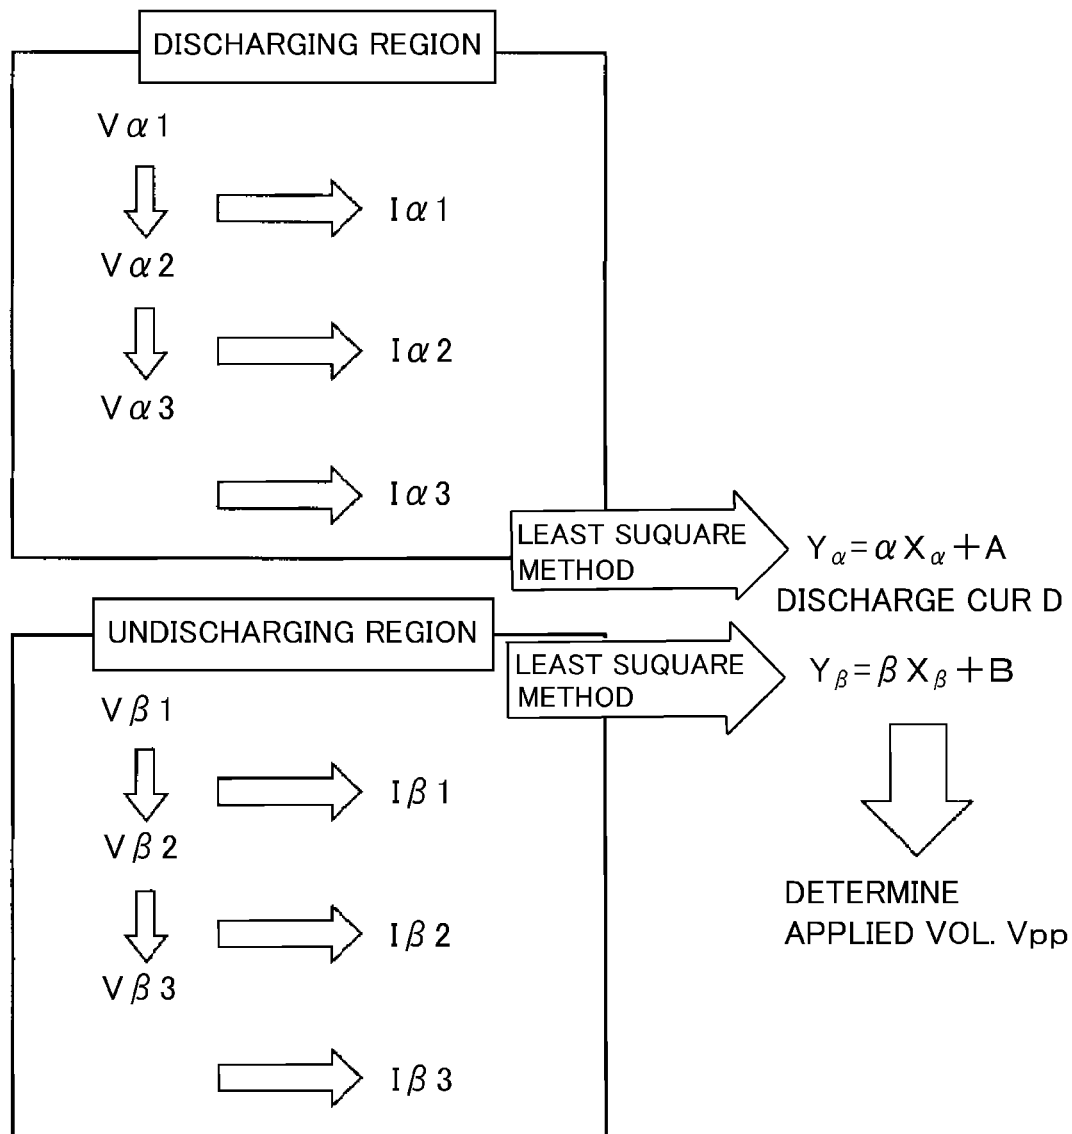 DISCHARGING REGION
Vα1
Iα1
Vα2
Iα2
Vα3
Iα3
LEAST SUQUARE
METHOD
Yα=αXα+A
DISCHARGE CUR D
UNDISCHARGING REGION
LEAST SUQUARE
METHOD
Yβ=βXβ+B
Vβ1
Iβ1
Vβ2
Iβ2
Vβ3
Iβ3
DETERMINE
APPLIED VOL. Vpp